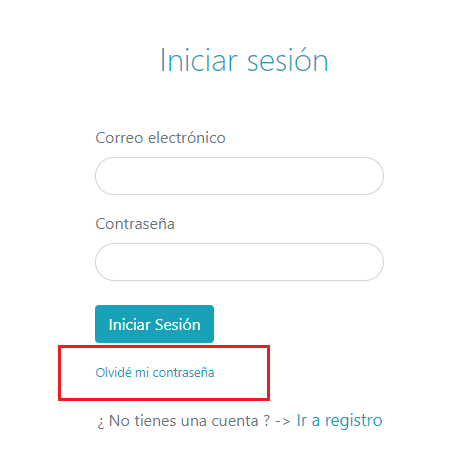 Iniciar sesión
Correo electrónico
Contraseña
Iniciar Sesión
Olvidé mi contraseña
¿ No tienes una cuenta ? -> Ir a registro